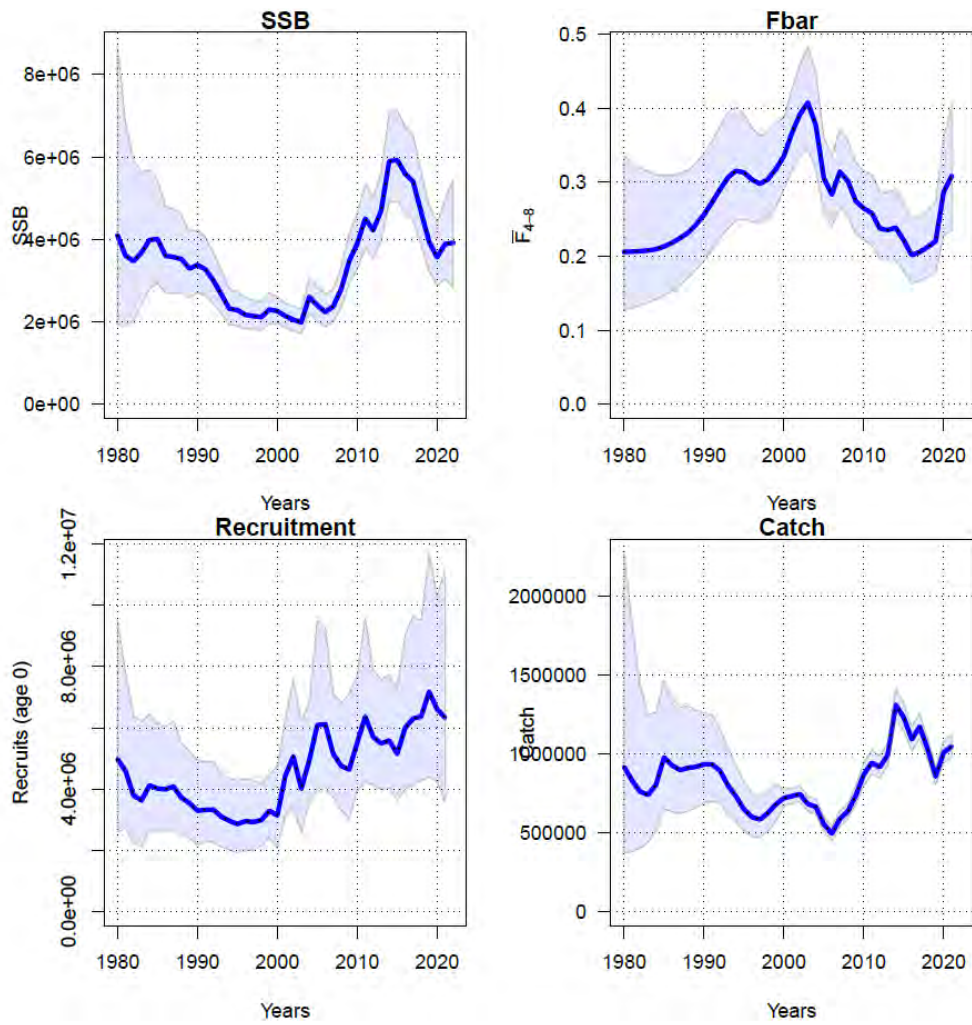 SSB
SSB
8e+06
6e+06
4e+06
2e+06
0e+00
1980 1990 2000 2010 2020
Years
Fbar
F̅4–8
0.5
0.4
0.3
0.2
0.1
0.0
1980 1990 2000 2010 2020
Years
Recruitment
Recruits (age 0)
1.2e+07
8.0e+06
4.0e+06
0.0e+00
1980 1990 2000 2010 2020
Years
Catch
Catch
2000000
1500000
1000000
500000
0
1980 1990 2000 2010 2020
Years